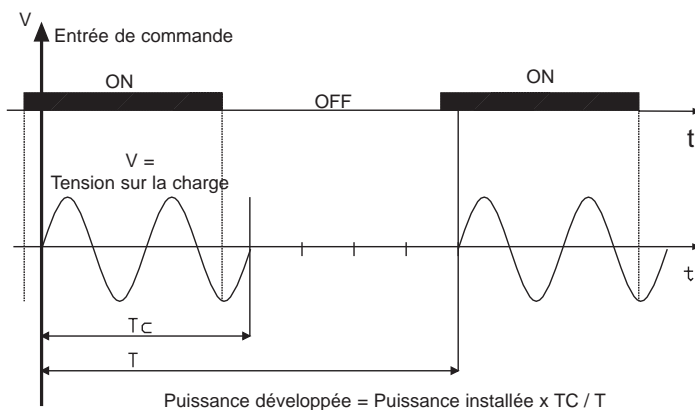 V
Entrée de commande
ON
ON
OFF
t
V =
Tension sur la charge
t
Tc
T
Puissance développée = Puissance installée x TC / T